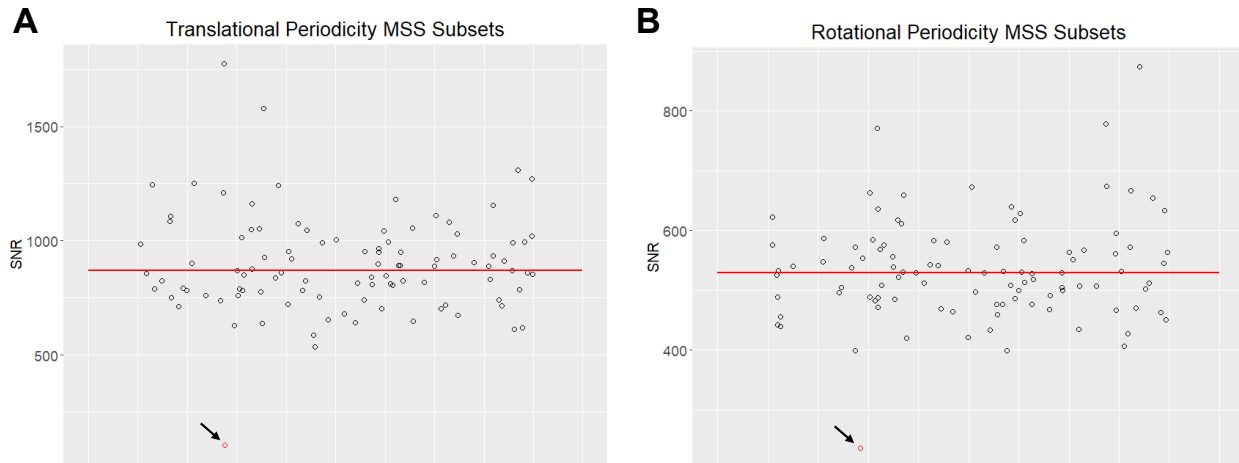 A
Translational Periodicity MSS Subsets
1500
1000
500
SNR
B
Rotational Periodicity MSS Subsets
800
600
400
SNR